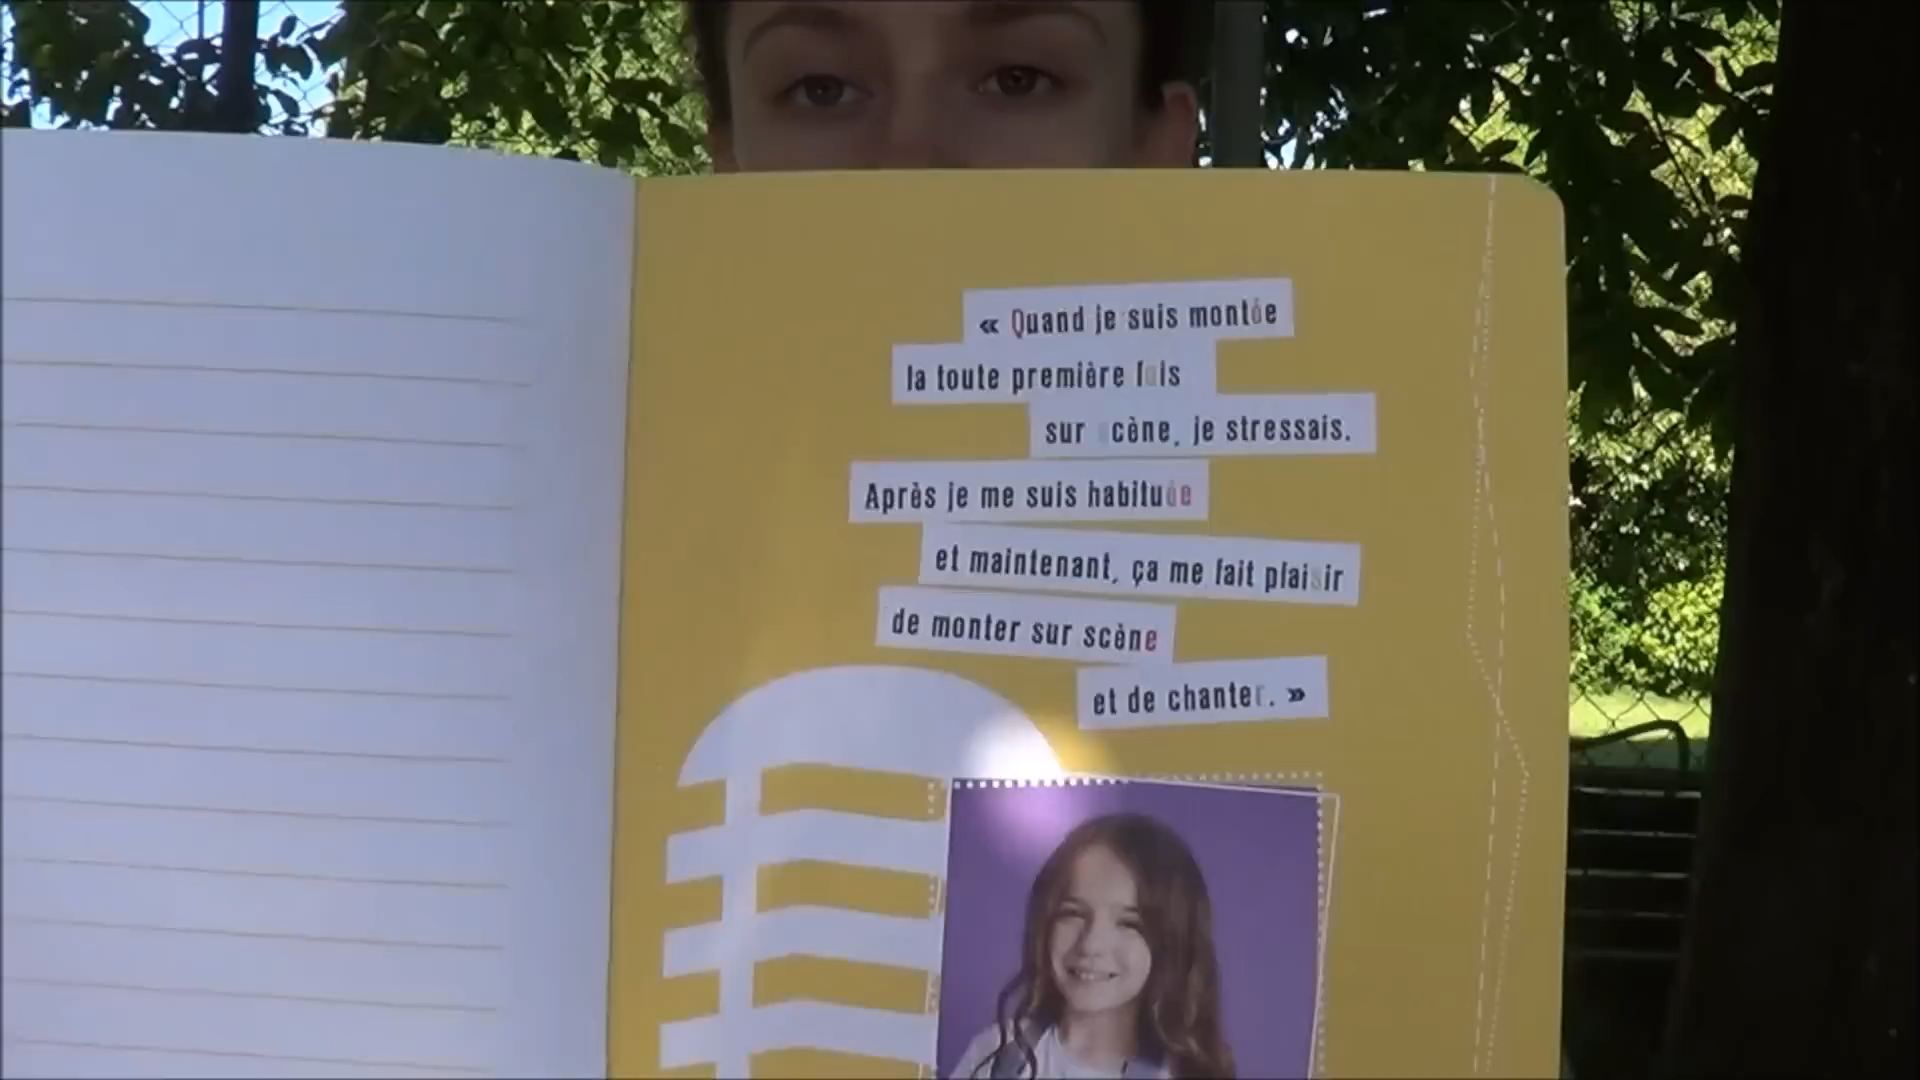 « Quand je suis montée
la toute première fois
sur scène, je stressais.
Après je me suis habituée
et maintenant, ça me fait plaisir
de monter sur scène
et de chanter. »